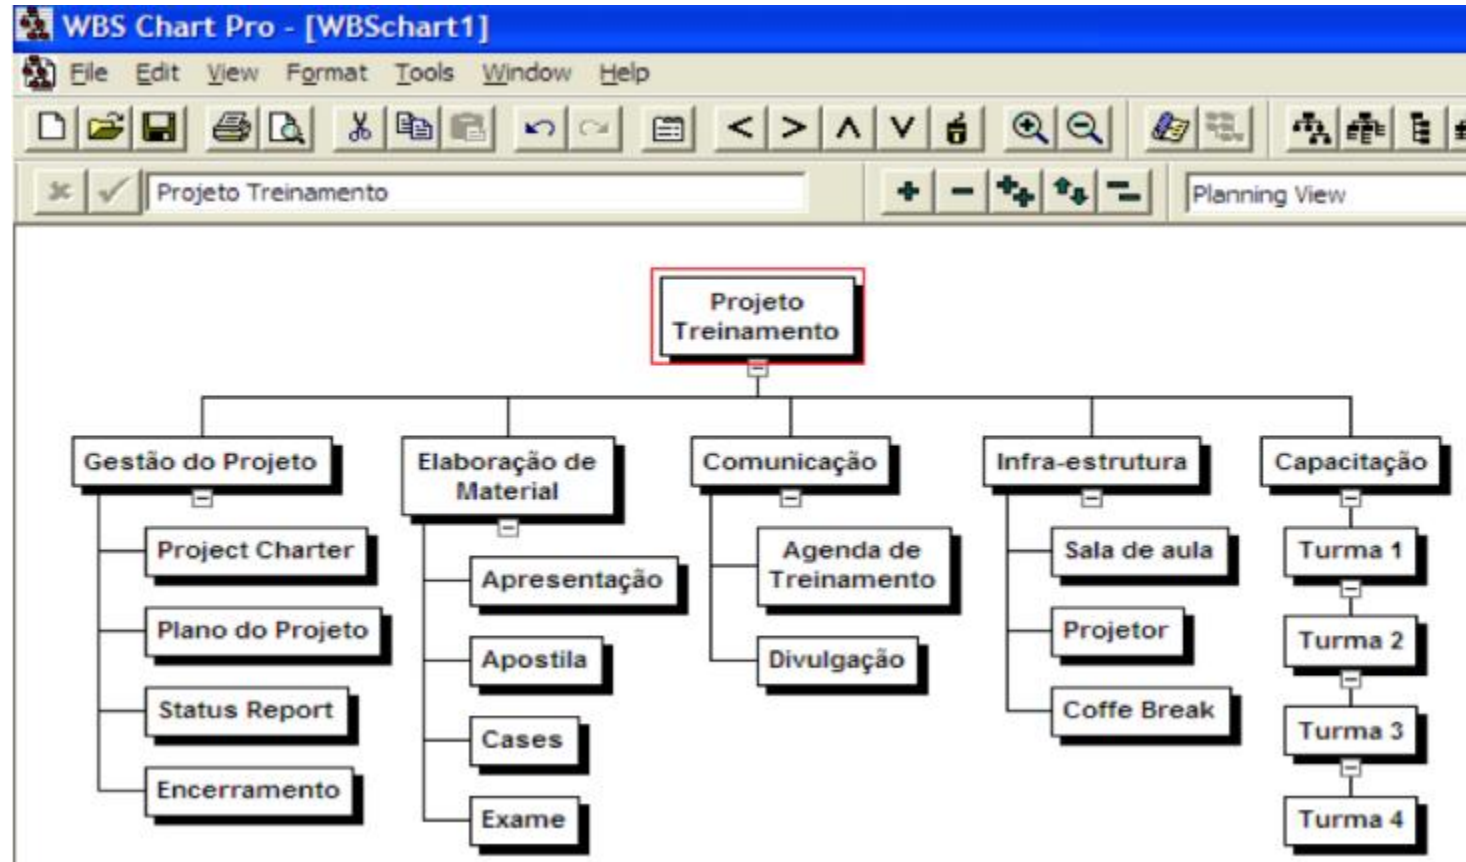 WBS Chart Pro - [WBSchart1]
File Edit View Format Tools Window Help
Projeto Treinamento
Planning View
Projeto
Treinamento
Gestão do Projeto
Project Charter
Plano do Projeto
Status Report
Encerramento
Elaboração de
Material
Apresentação
Apostila
Cases
Exame
Comunicação
Agenda de
Treinamento
Divulgação
Infra-estrutura
Sala de aula
Projetor
Coffe Break
Capacitação
Turma 1
Turma 2
Turma 3
Turma 4